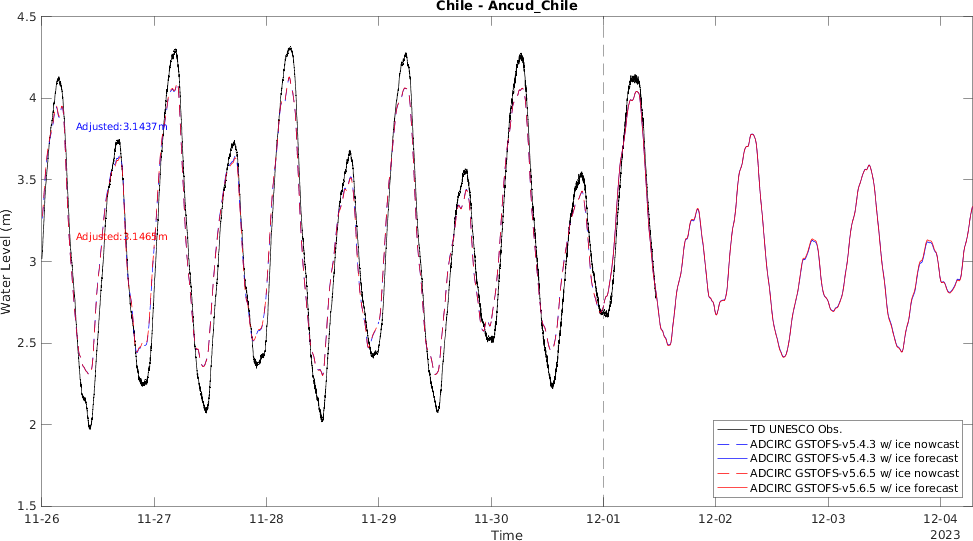 Chile - Ancud_Chile
4.5
4
3.5
3
2.5
2
1.5
Water Level (m)
Adjusted:3.1437m
Adjusted:3.1465m
TD UNESCO Obs.
ADCIRC GSTOFS-v5.4.3 w/ ice nowcast
ADCIRC GSTOFS-v5.4.3 w/ ice forecast
ADCIRC GSTOFS-v5.6.5 w/ ice nowcast
ADCIRC GSTOFS-v5.6.5 w/ ice forecast
11-26 11-27 11-28 11-29 11-30 12-01 12-02 12-03 12-04
Time
2023